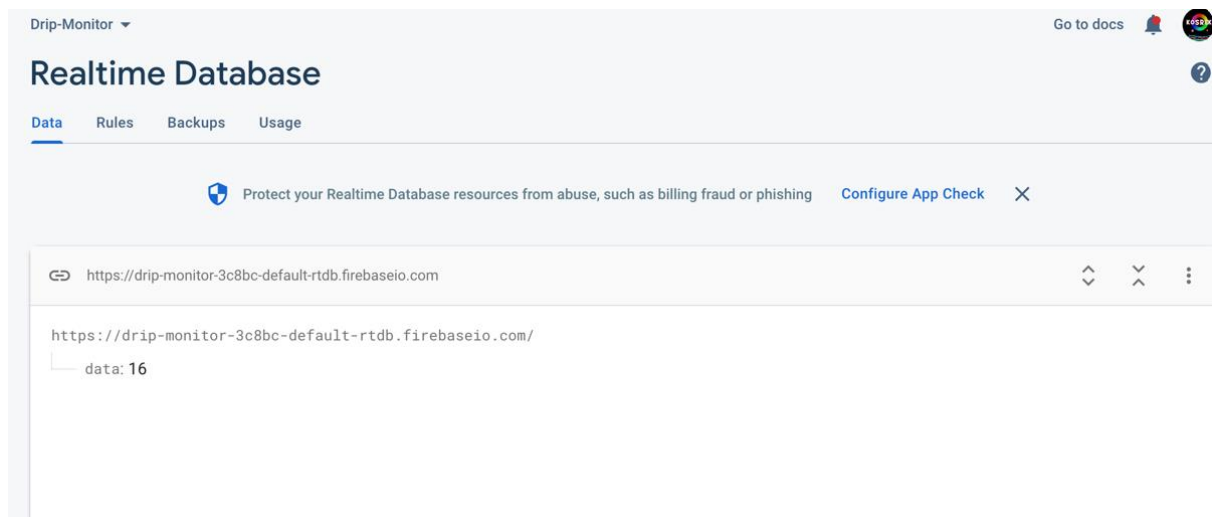 Drip-Monitor Go to docs
Realtime Database
Data Rules Backups Usage
Protect your Realtime Database resources from abuse, such as billing fraud or phishing Configure App Check
https://drip-monitor-3c8bc-default-rtdb.firebaseio.com
https://drip-monitor-3c8bc-default-rtdb.firebaseio.com/
data: 16